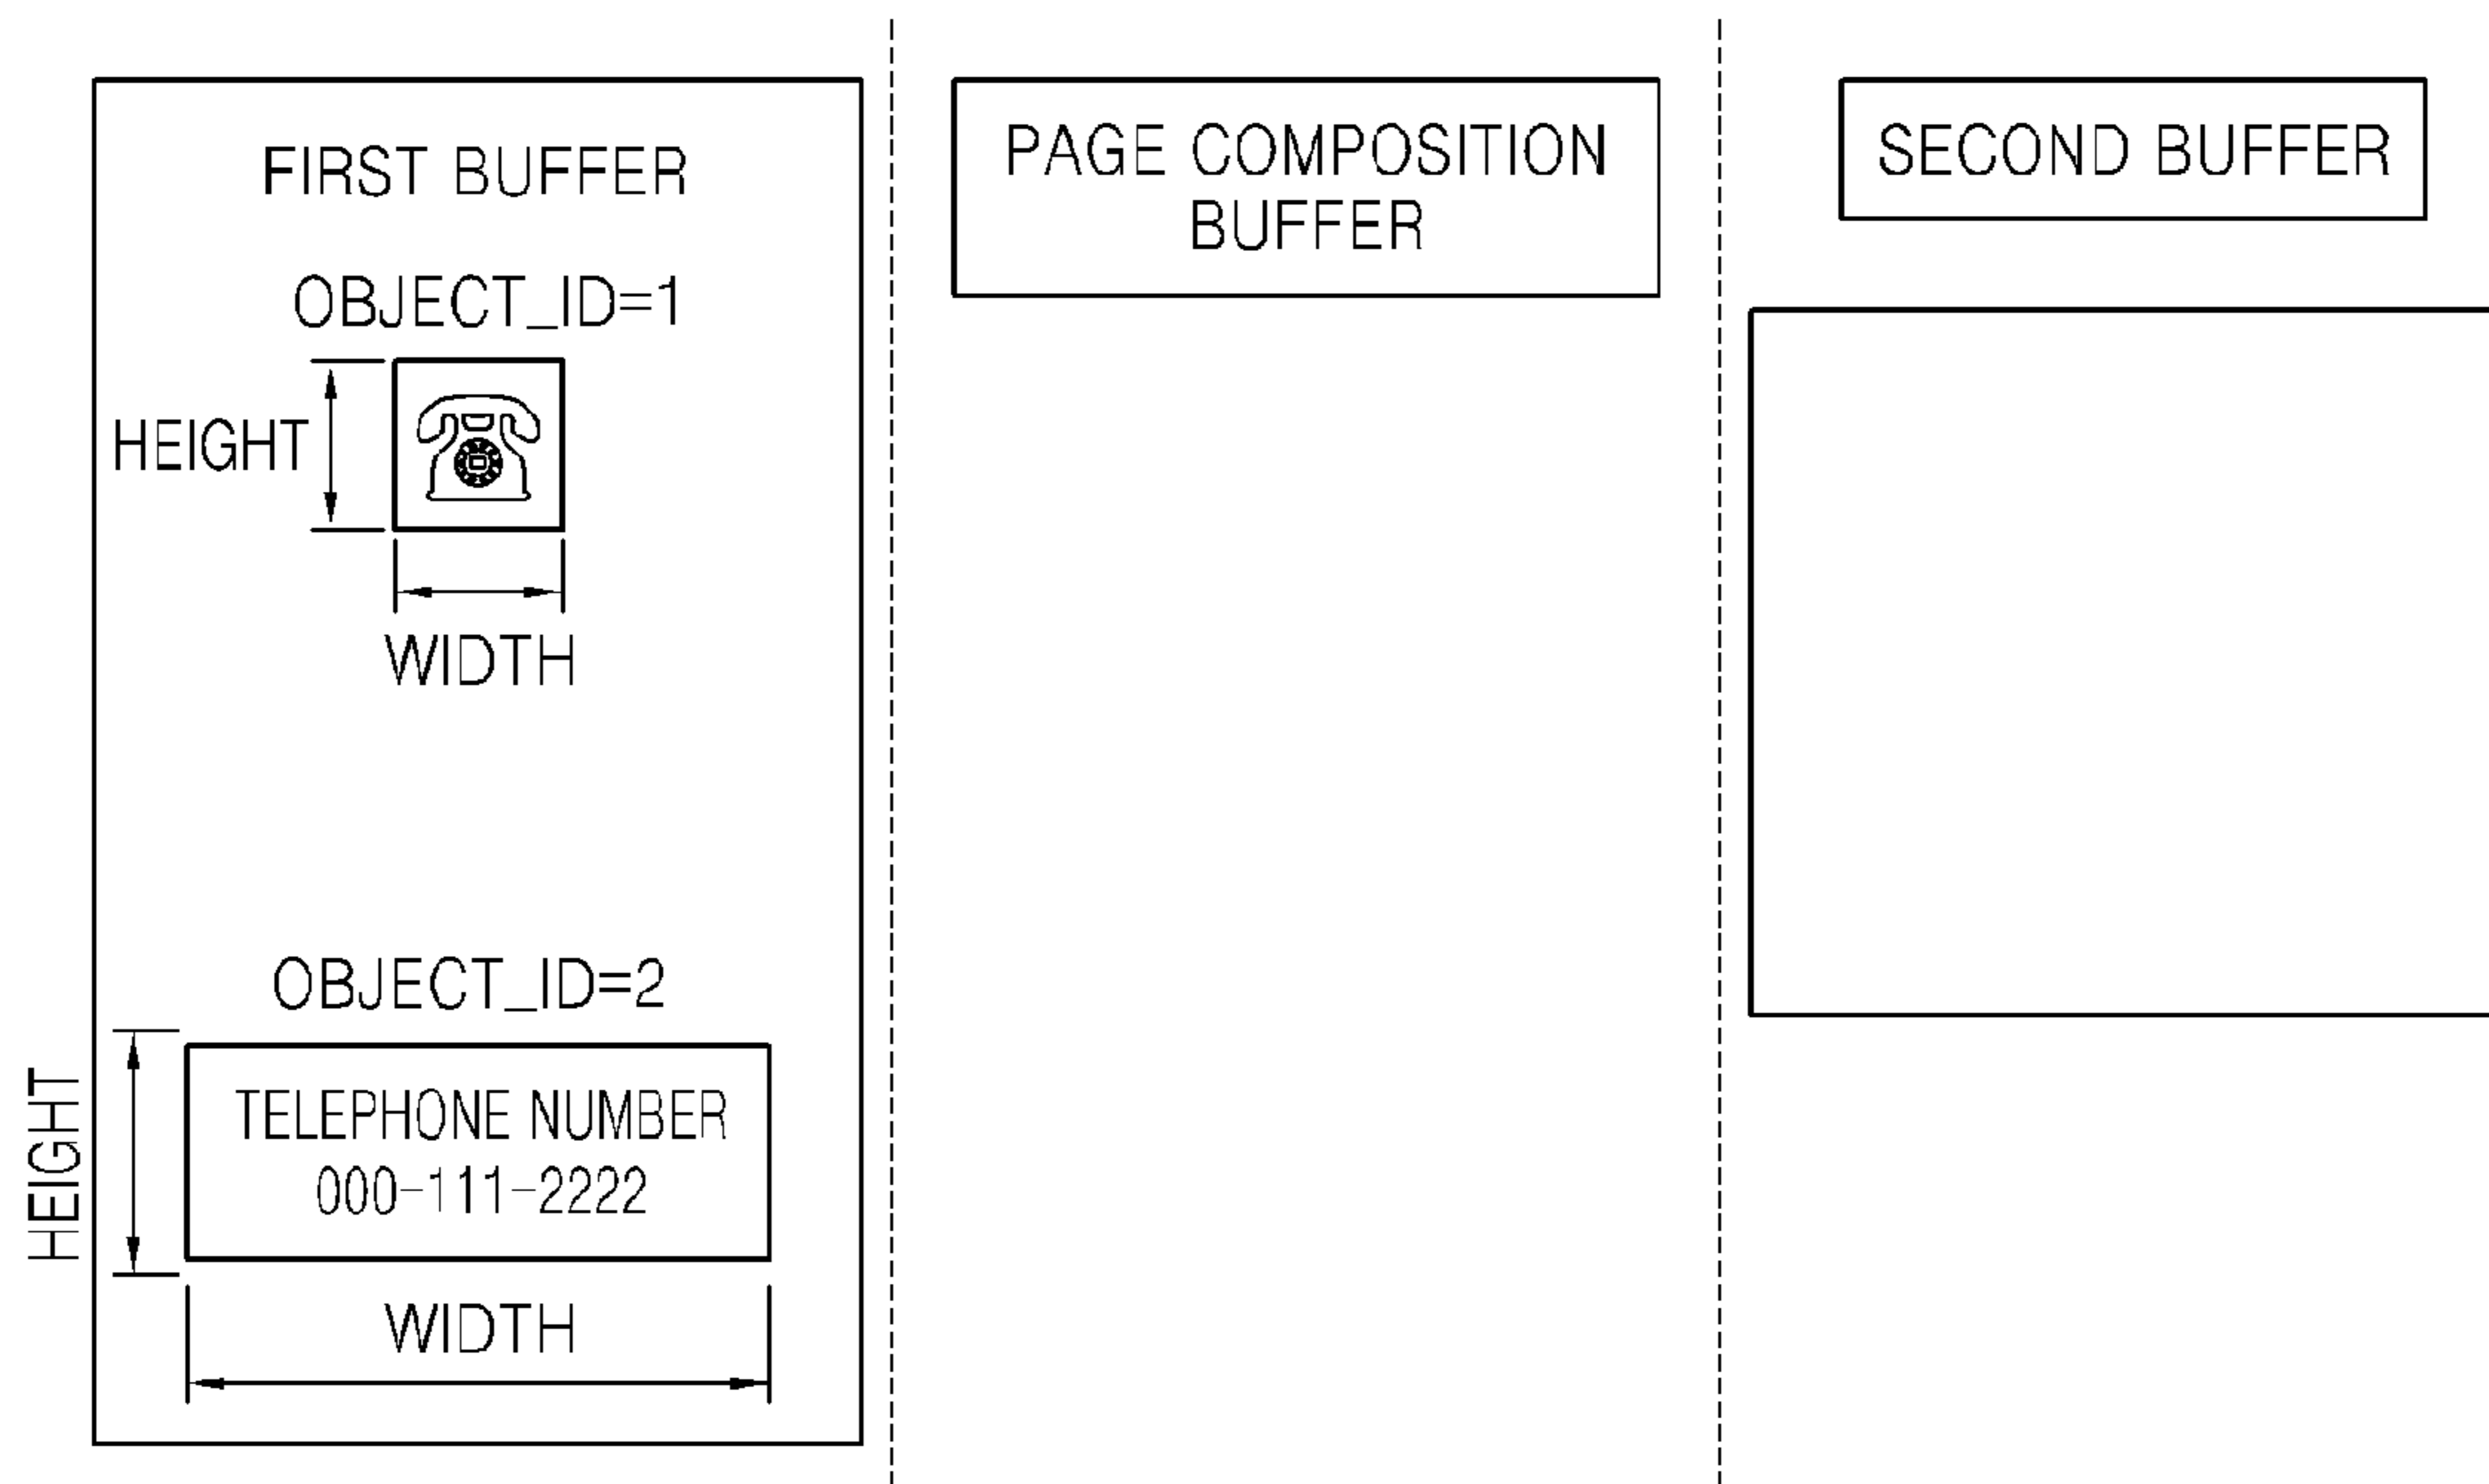 FIRST BUFFER
OBJECT_ID=1
HEIGHT
WIDTH
OBJECT_ID=2
HEIGHT
TELEPHONE NUMBER
000-111-2222
WIDTH
PAGE COMPOSITION
BUFFER
SECOND BUFFER